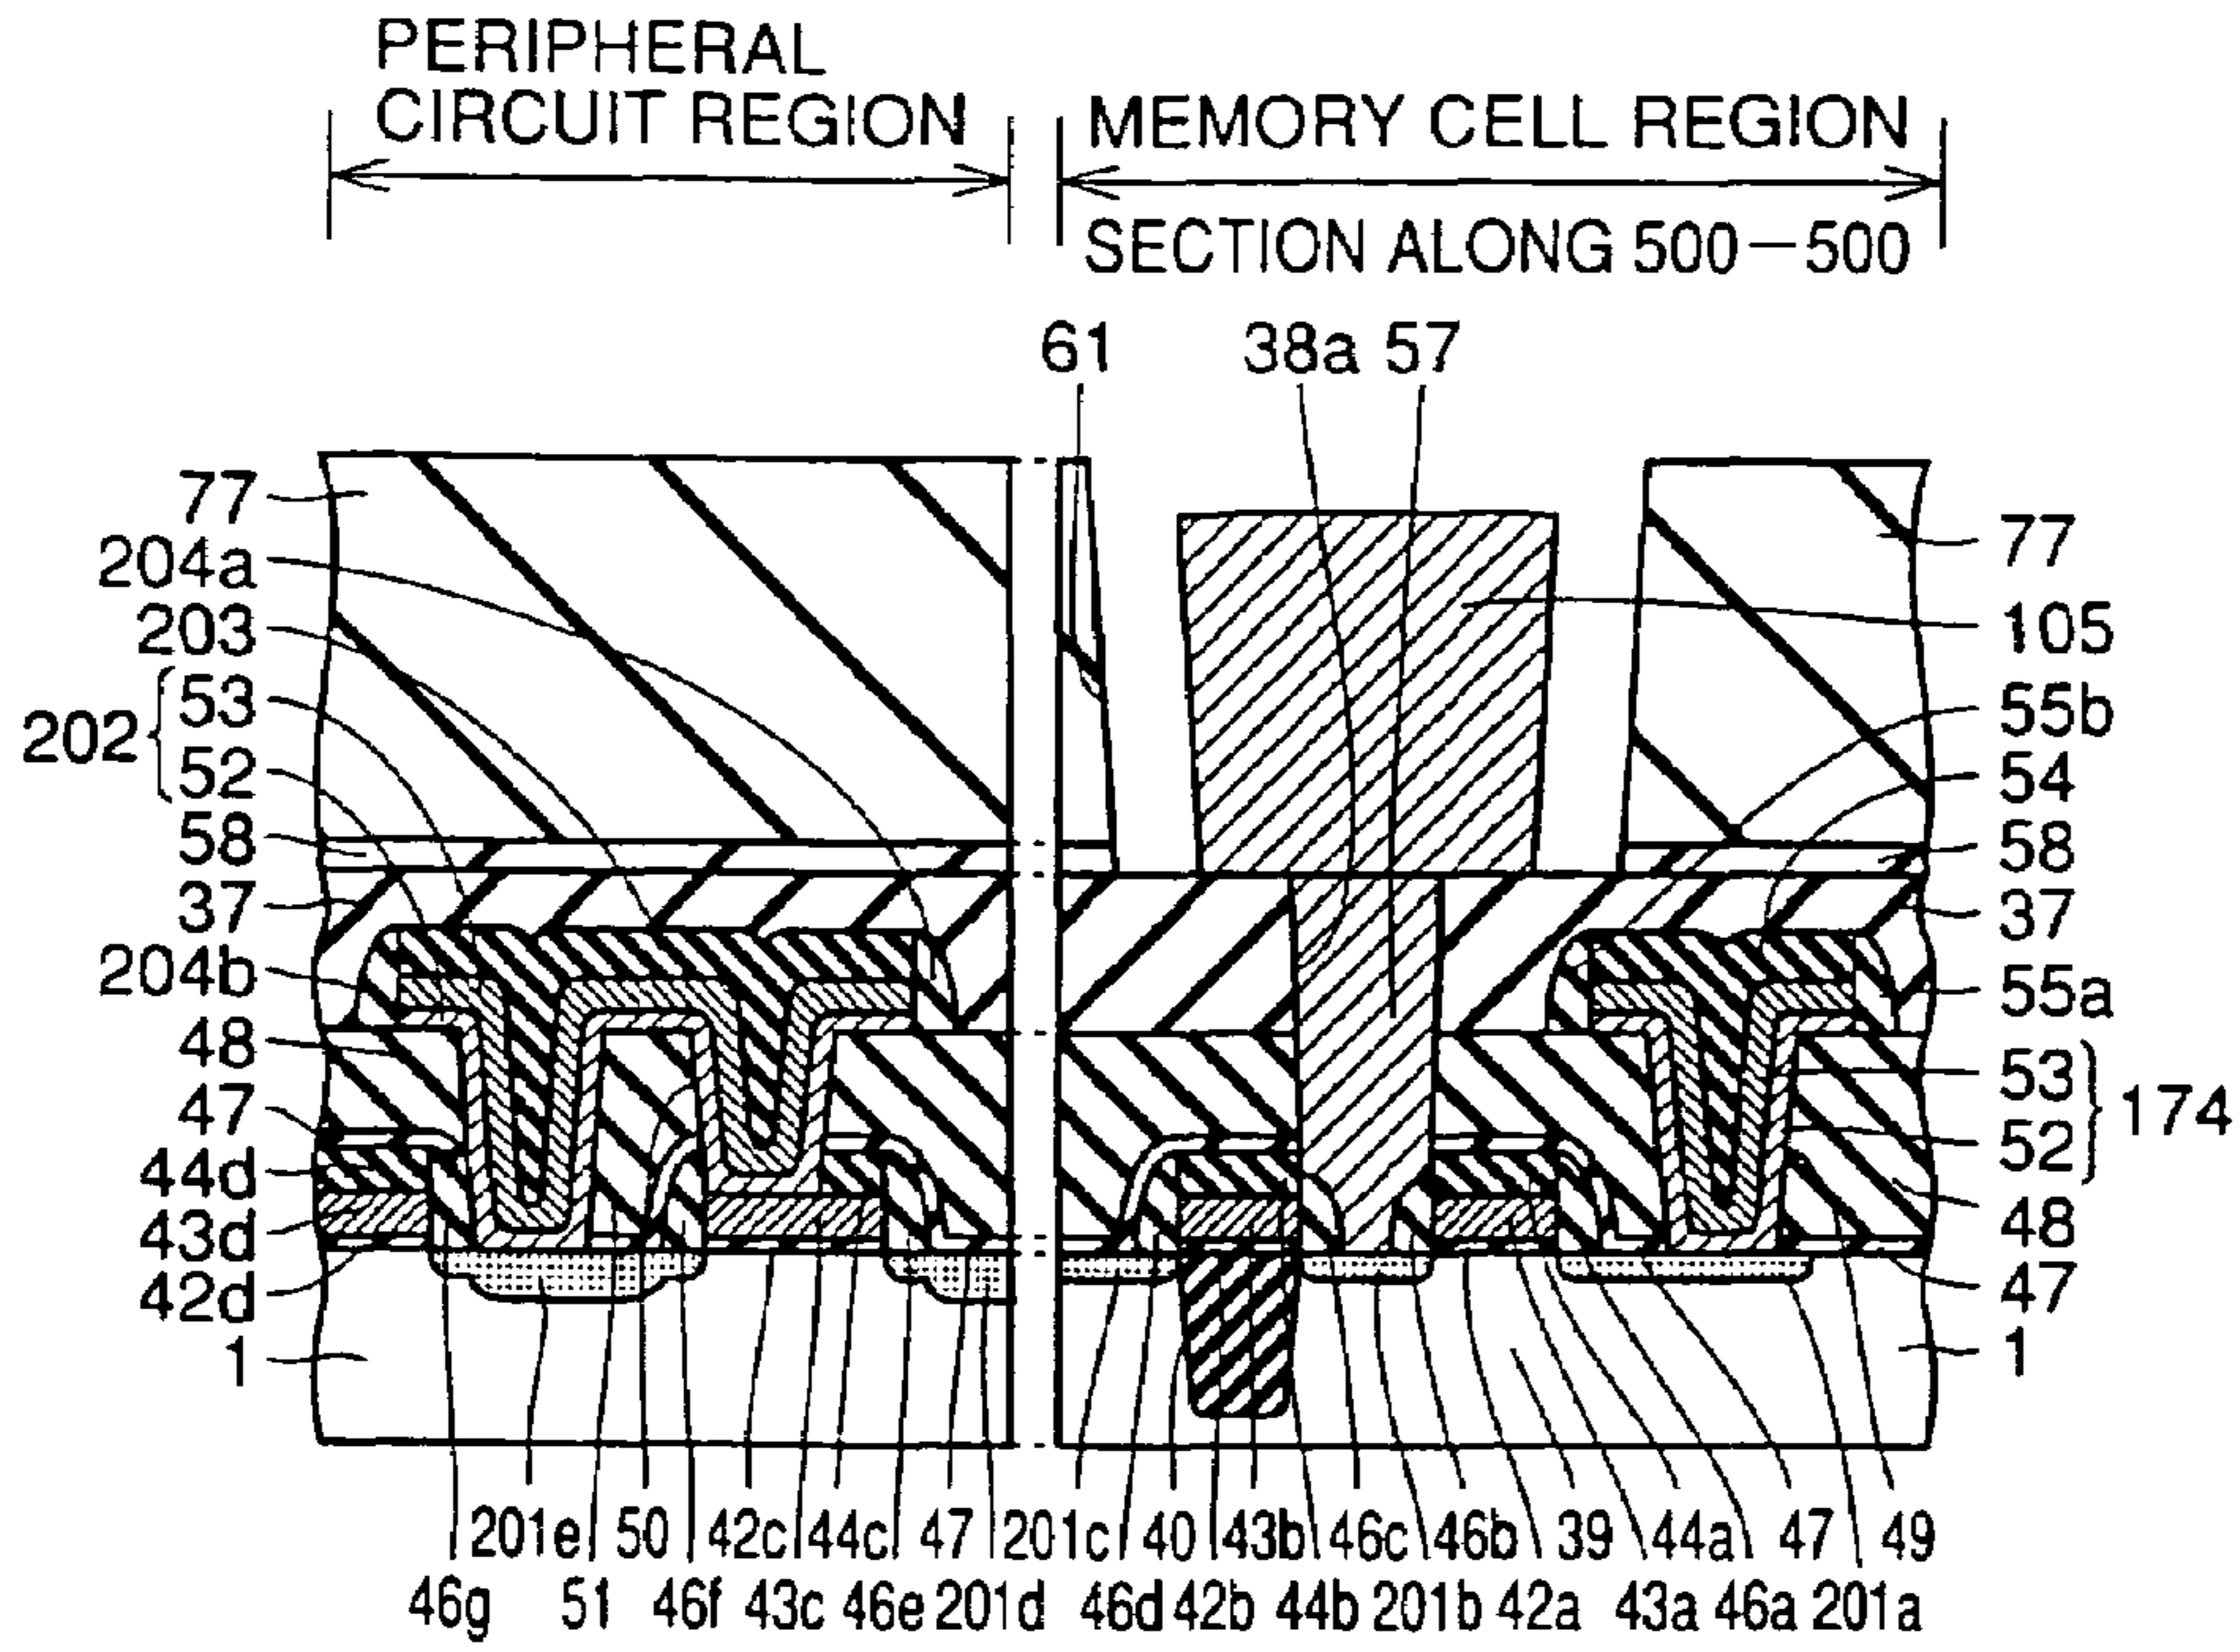 PERIPHERAL
CIRCUIT REGION
MEMORY CELL REGION
SECTION ALONG 500—500
61 38a 57
77
204a
203
53
202
52
58
37
204b
48
47
44d
43d
42d
1
77
105
55b
54
58
37
55a
53
174
52
48
47
1
201e 50 42c 44c 47 201c 40 43b 46c 46b 39 44a 47 49
46g 51 46f 43c 46e 201d 46d 42b 44b 201b 42a 43a 46a 201a